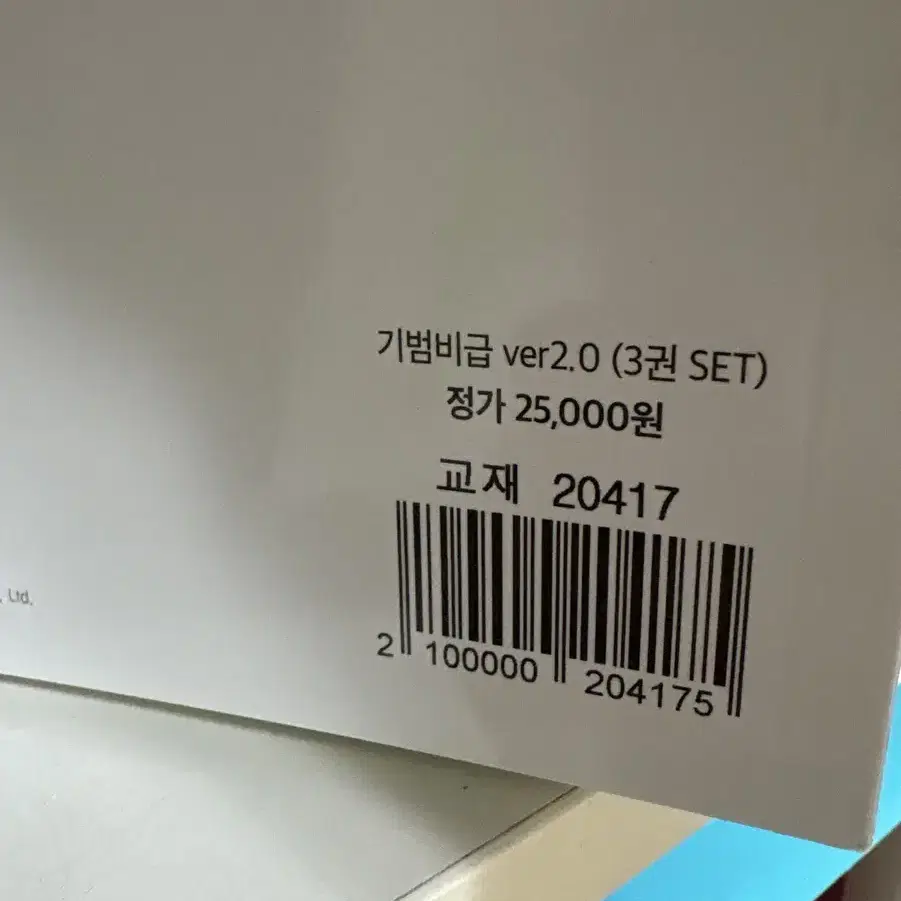 기범비급 ver2.0 (3권 SET)
정가 25,000원
교재 20417
2 100000 204175
, Ltd.